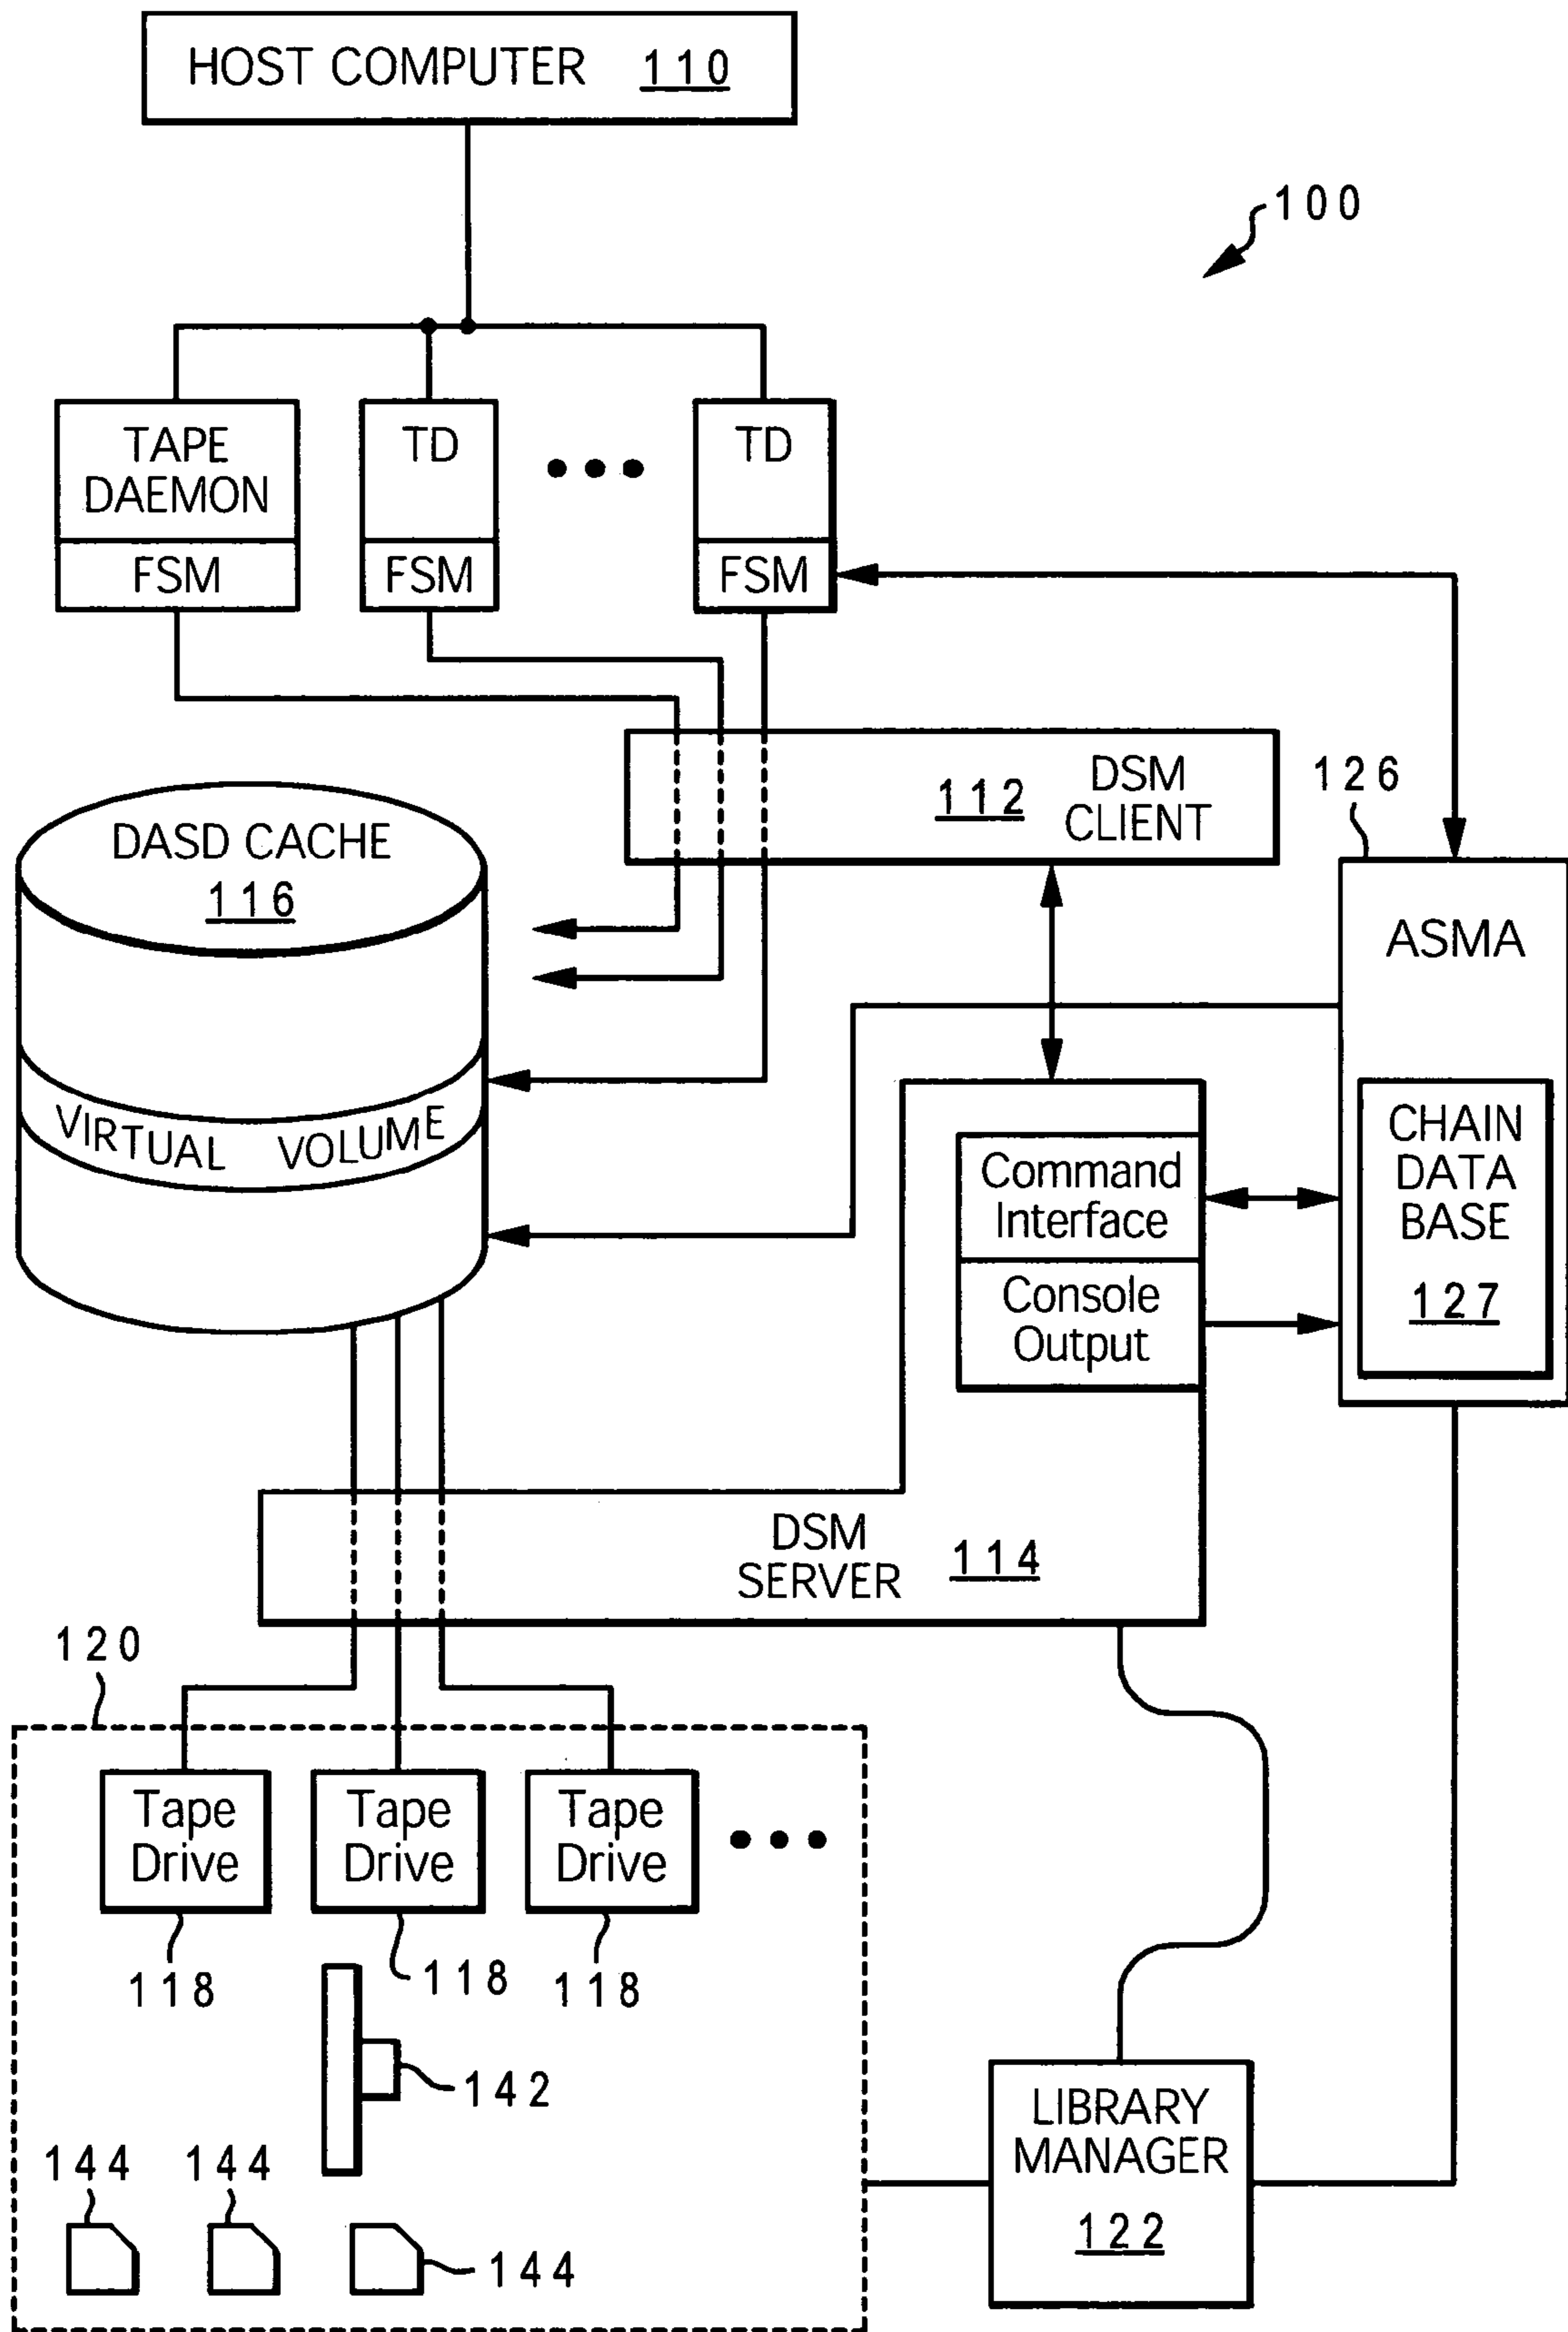 HOST COMPUTER 110
100
TAPE
DAEMON
FSM
TD
FSM
TD
FSM
112
DSM
CLIENT
126
DASD CACHE
116
VIRTUAL VOLUME
ASMA
CHAIN
DATA
BASE
127
Command
Interface
Console
Output
DSM
SERVER
114
120
Tape
Drive
118
Tape
Drive
118
Tape
Drive
118
142
144
144
144
LIBRARY
MANAGER
122